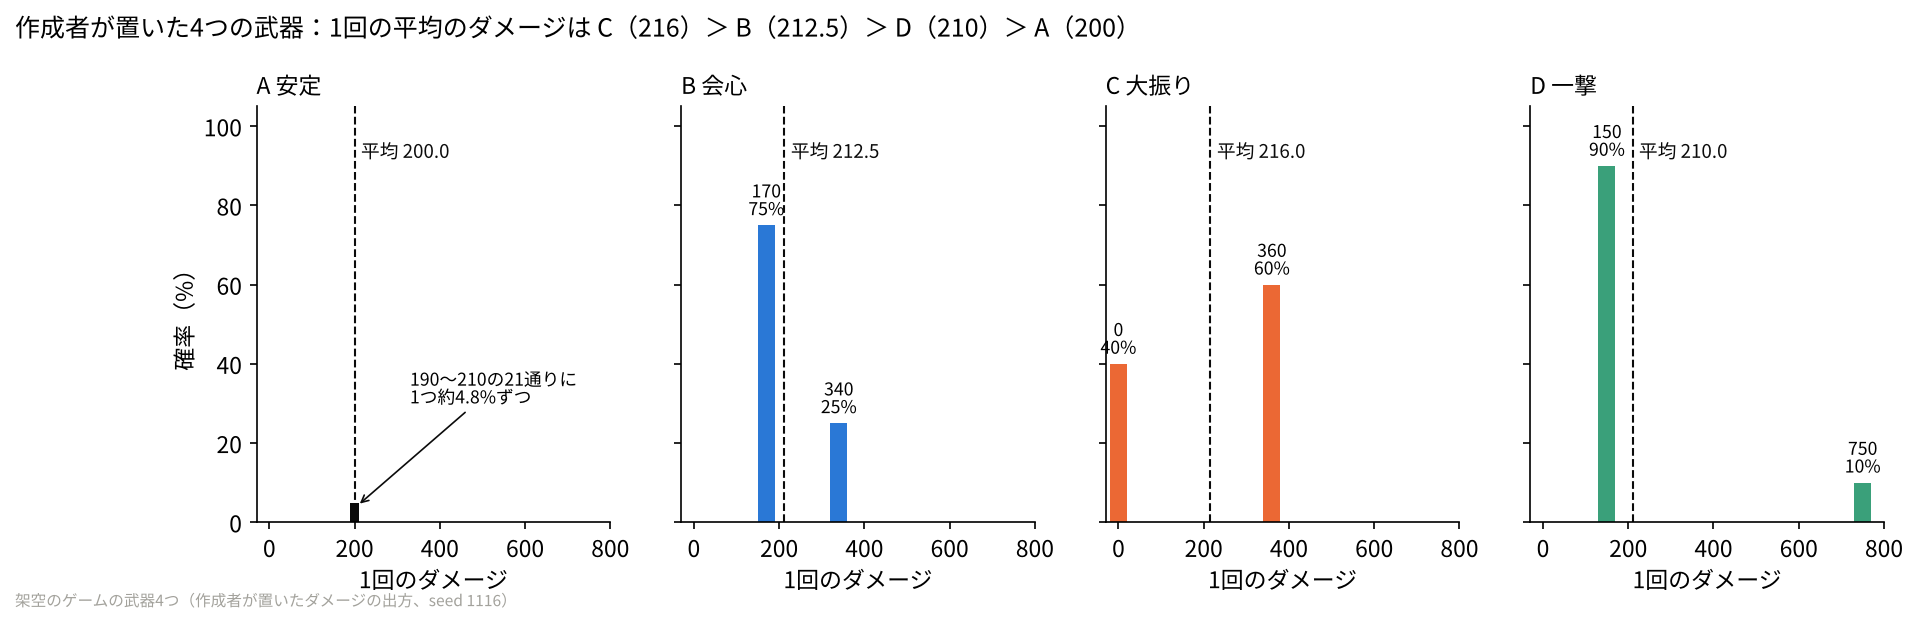 作成者が置いた4つの武器：1回の平均のダメージは C（216）＞ B（212.5）＞ D（210）＞ A（200）
A 安定
平均 200.0
190〜210の21通りに
1つ約4.8%ずつ
確率（%）
100
80
60
40
20
0
0 200 400 600 800
1回のダメージ
B 会心
平均 212.5
170
75%
340
25%
0 200 400 600 800
1回のダメージ
C 大振り
平均 216.0
360
60%
0
40%
0 200 400 600 800
1回のダメージ
D 一撃
150
90%
平均 210.0
750
10%
0 200 400 600 800
1回のダメージ
架空のゲームの武器4つ（作成者が置いたダメージの出方、seed 1116）